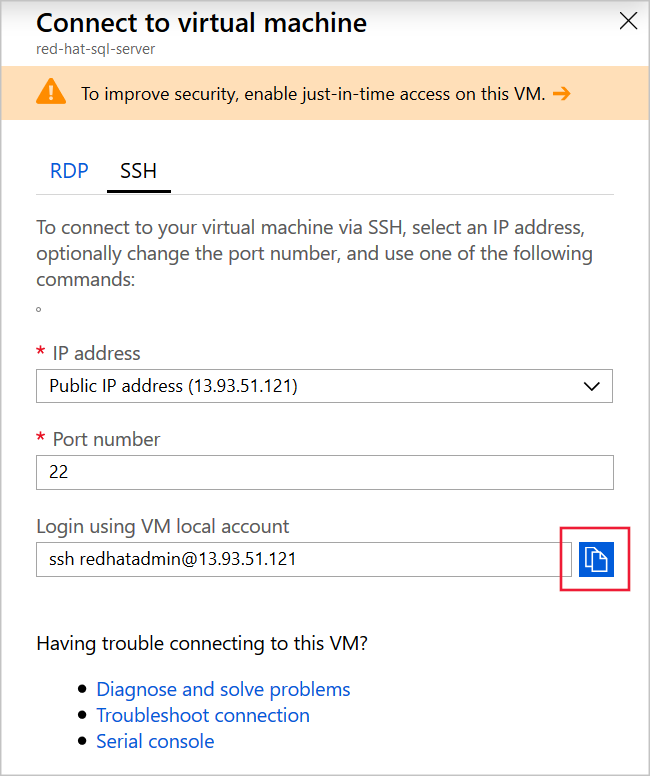 Connect to virtual machine
red-hat-sql-server
To improve security, enable just-in-time access on this VM. →
RDP SSH
To connect to your virtual machine via SSH, select an IP address,
optionally change the port number, and use one of the following
commands:
* IP address
Public IP address (13.93.51.121)
* Port number
22
Login using VM local account
ssh redhatadmin@13.93.51.121
Having trouble connecting to this VM?
• Diagnose and solve problems
• Troubleshoot connection
• Serial console